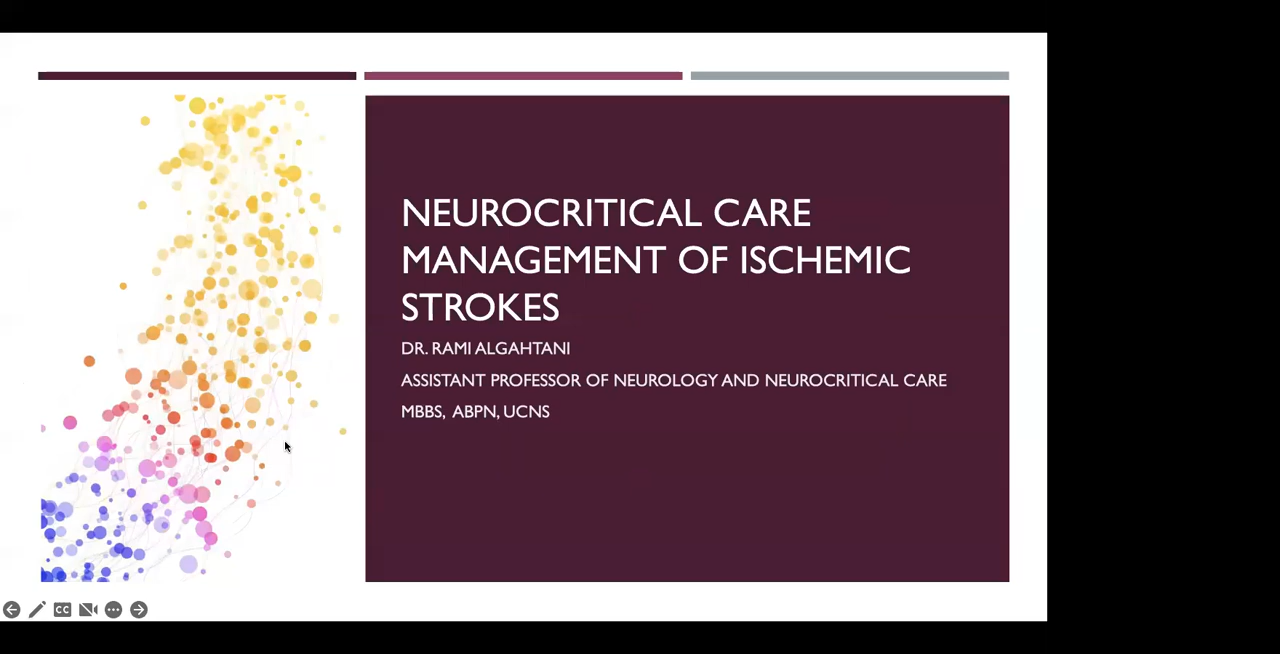 NEUROCRITICAL CARE
MANAGEMENT OF ISCHEMIC
STROKES
DR. RAMI ALGAHTANI
ASSISTANT PROFESSOR OF NEUROLOGY AND NEUROCRITICAL CARE
MBBS, ABPN, UCNS
CC